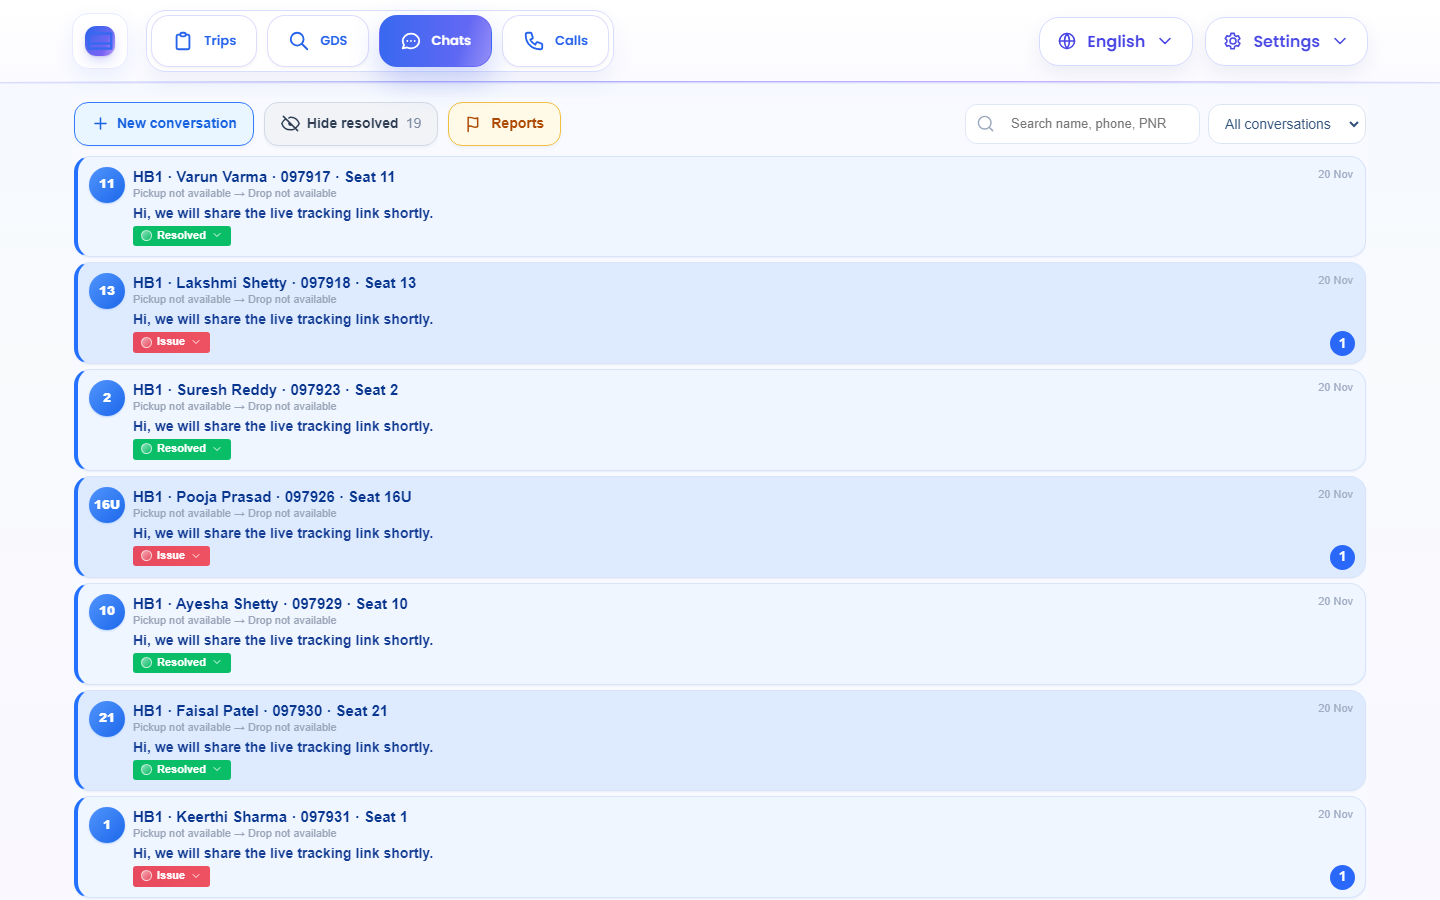 Trips
GDS
Chats
Calls
English
Settings
New conversation
Hide resolved 19
Reports
Search name, phone, PNR
All conversations
11
HB1 · Varun Varma · 097917 · Seat 11
20 Nov
Pickup not available → Drop not available
Hi, we will share the live tracking link shortly.
Resolved
13
HB1 · Lakshmi Shetty · 097918 · Seat 13
20 Nov
Pickup not available → Drop not available
Hi, we will share the live tracking link shortly.
Issue
1
2
HB1 · Suresh Reddy · 097923 · Seat 2
20 Nov
Pickup not available → Drop not available
Hi, we will share the live tracking link shortly.
Resolved
16U
HB1 · Pooja Prasad · 097926 · Seat 16U
20 Nov
Pickup not available → Drop not available
Hi, we will share the live tracking link shortly.
Issue
1
10
HB1 · Ayesha Shetty · 097929 · Seat 10
20 Nov
Pickup not available → Drop not available
Hi, we will share the live tracking link shortly.
Resolved
21
HB1 · Faisal Patel · 097930 · Seat 21
20 Nov
Pickup not available → Drop not available
Hi, we will share the live tracking link shortly.
Resolved
1
HB1 · Keerthi Sharma · 097931 · Seat 1
20 Nov
Pickup not available → Drop not available
Hi, we will share the live tracking link shortly.
Issue
1